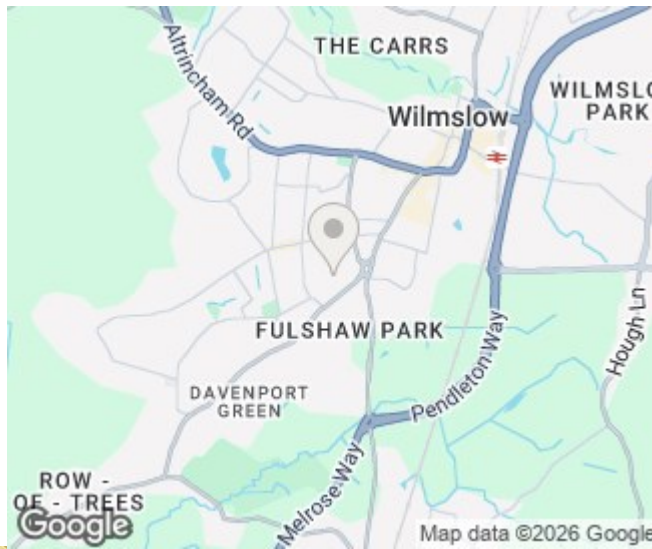 THE CARRS
Altrincham Rd
Wilmslow
WILMSLO
PARK
FULSHAW PARK
Pendleton Way
Hough Ln
DAVENPORT
GREEN
ROW -
OF - TREES
Melrose Way
Google
Map data ©2026 Google